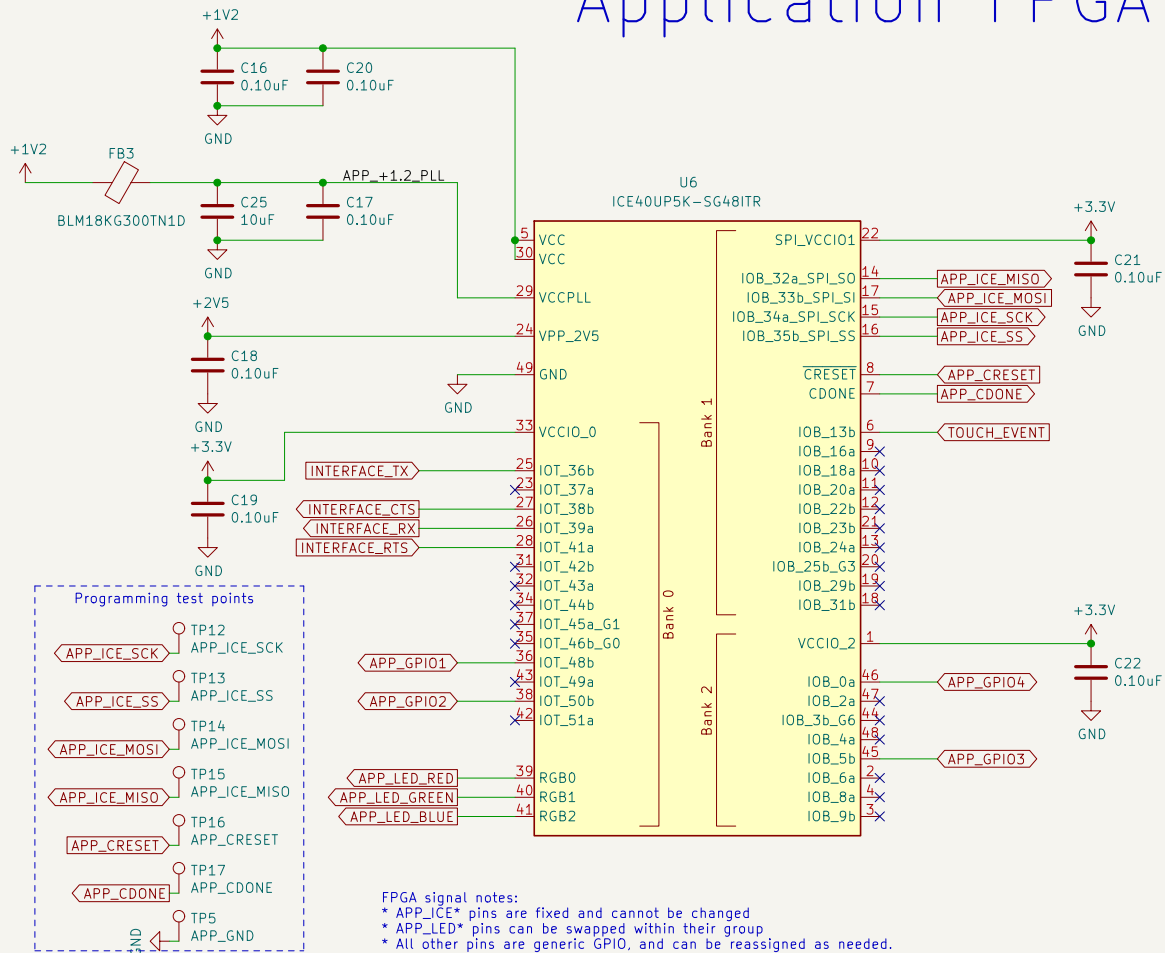 Application FPGA
+1V2
C16
0.10uF
C20
0.10uF
GND
+1V2
FB3
BLM18KG300TN1D
APP_+1.2_PLL
C25
10uF
C17
0.10uF
GND
+2V5
C18
0.10uF
GND
GND
+3.3V
C19
0.10uF
GND
U6
ICE40UP5K-SG48ITR
5 VCC
30 VCC
29 VCCPLL
24 VPP_2V5
49 GND
33 VCCIO_0
INTERFACE_TX 25 IOT_36b
23 IOT_37a
INTERFACE_CTS 27 IOT_38b
INTERFACE_RX 26 IOT_39a
INTERFACE_RTS 28 IOT_41a
31 IOT_42b
32 IOT_43a
34 IOT_44b
37 IOT_45a_G1
35 IOT_46b_G0
APP_GPIO1 36 IOT_48b
43 IOT_49a
APP_GPIO2 38 IOT_50b
42 IOT_51a
APP_LED_RED 39 RGB0
APP_LED_GREEN 40 RGB1
APP_LED_BLUE 41 RGB2
Bank 0
Bank 1
Bank 2
SPI_VCCIO1 22
IOB_32a_SPI_SO 14 APP_ICE_MISO
IOB_33b_SPI_SI 17 APP_ICE_MOSI
IOB_34a_SPI_SCK 15 APP_ICE_SCK
IOB_35b_SPI_SS 16 APP_ICE_SS
CRESET 8 APP_CRESET
CDONE 7 APP_CDONE
IOB_13b 6 TOUCH_EVENT
IOB_16a 9
IOB_18a 10
IOB_20a 11
IOB_22b 12
IOB_23b 21
IOB_24a 13
IOB_25b_G3 20
IOB_29b 19
IOB_31b 18
VCCIO_2 1
IOB_0a 46 APP_GPIO4
IOB_2a 47
IOB_3b_G6 44
IOB_4a 48
IOB_5b 45 APP_GPIO3
IOB_6a 2
IOB_8a 4
IOB_9b 3
+3.3V
C21
0.10uF
GND
+3.3V
C22
0.10uF
GND
Programming test points
TP12
APP_ICE_SCK
APP_ICE_SCK
TP13
APP_ICE_SS
APP_ICE_SS
TP14
APP_ICE_MOSI
APP_ICE_MOSI
TP15
APP_ICE_MISO
APP_ICE_MISO
TP16
APP_CRESET
APP_CRESET
TP17
APP_CDONE
APP_CDONE
TP5
APP_GND
GND
FPGA signal notes:
* APP_ICE* pins are fixed and cannot be changed
* APP_LED* pins can be swapped within their group
* All other pins are generic GPIO, and can be reassigned as needed.